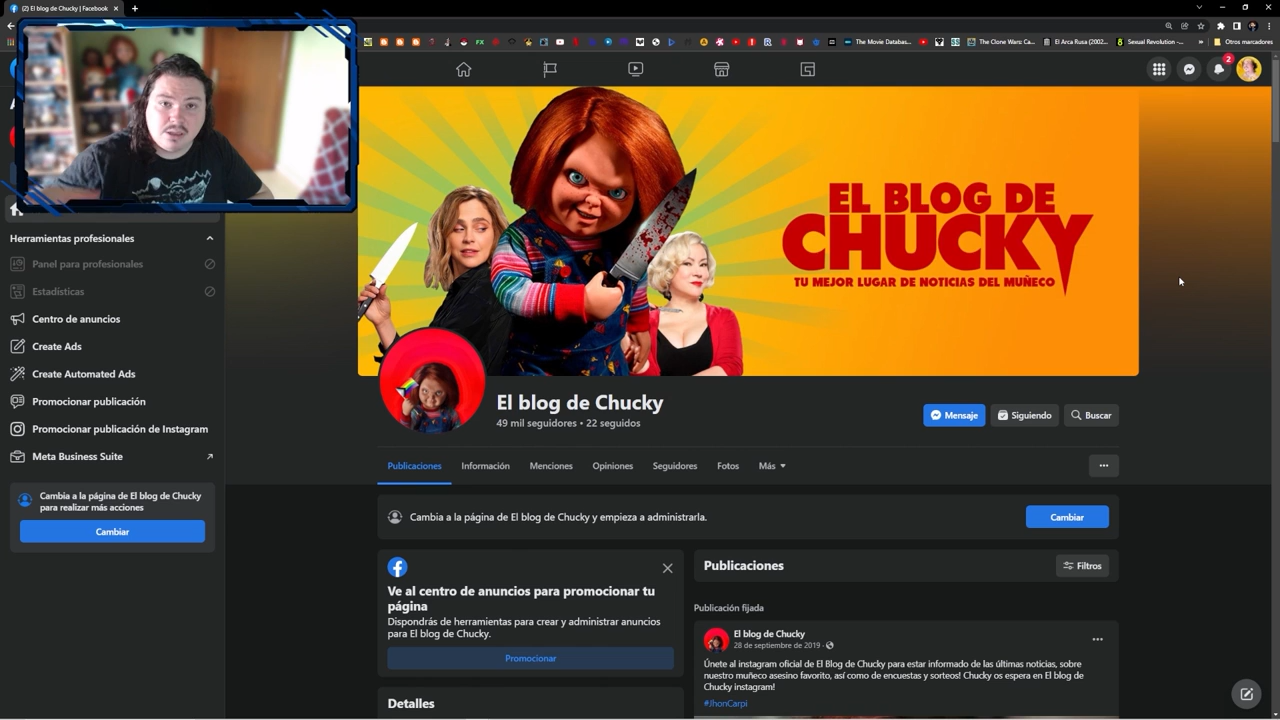 (2) El blog de Chucky | Facebook
FX
The Movie Databas...
The Clone Wars: Ca...
El Arca Rusa (2002...
Sexual Revolution -...
»
Otros marcadores
2
EL BLOG DE
CHUCKY
TU MEJOR LUGAR DE NOTICIAS DEL MUÑECO
Herramientas profesionales
Panel para profesionales
Estadísticas
Centro de anuncios
Create Ads
Create Automated Ads
Promocionar publicación
Promocionar publicación de Instagram
Meta Business Suite
Cambia a la página de El blog de Chucky
para realizar más acciones
Cambiar
El blog de Chucky
49 mil seguidores • 22 seguidos
Mensaje
Siguiendo
Buscar
Publicaciones
Información
Menciones
Opiniones
Seguidores
Fotos
Más
Cambia a la página de El blog de Chucky y empieza a administrarla.
Cambiar
Ve al centro de anuncios para promocionar tu
página
Dispondrás de herramientas para crear y administrar anuncios
para El blog de Chucky.
Promocionar
Detalles
Publicaciones
Filtros
Publicación fijada
El blog de Chucky
28 de septiembre de 2019 ·
Únete al instagram oficial de El Blog de Chucky para estar informado de las últimas noticias, sobre
nuestro muñeco asesino favorito, así como de encuestas y sorteos! Chucky os espera en El blog de
Chucky instagram!
#JhonCarpi